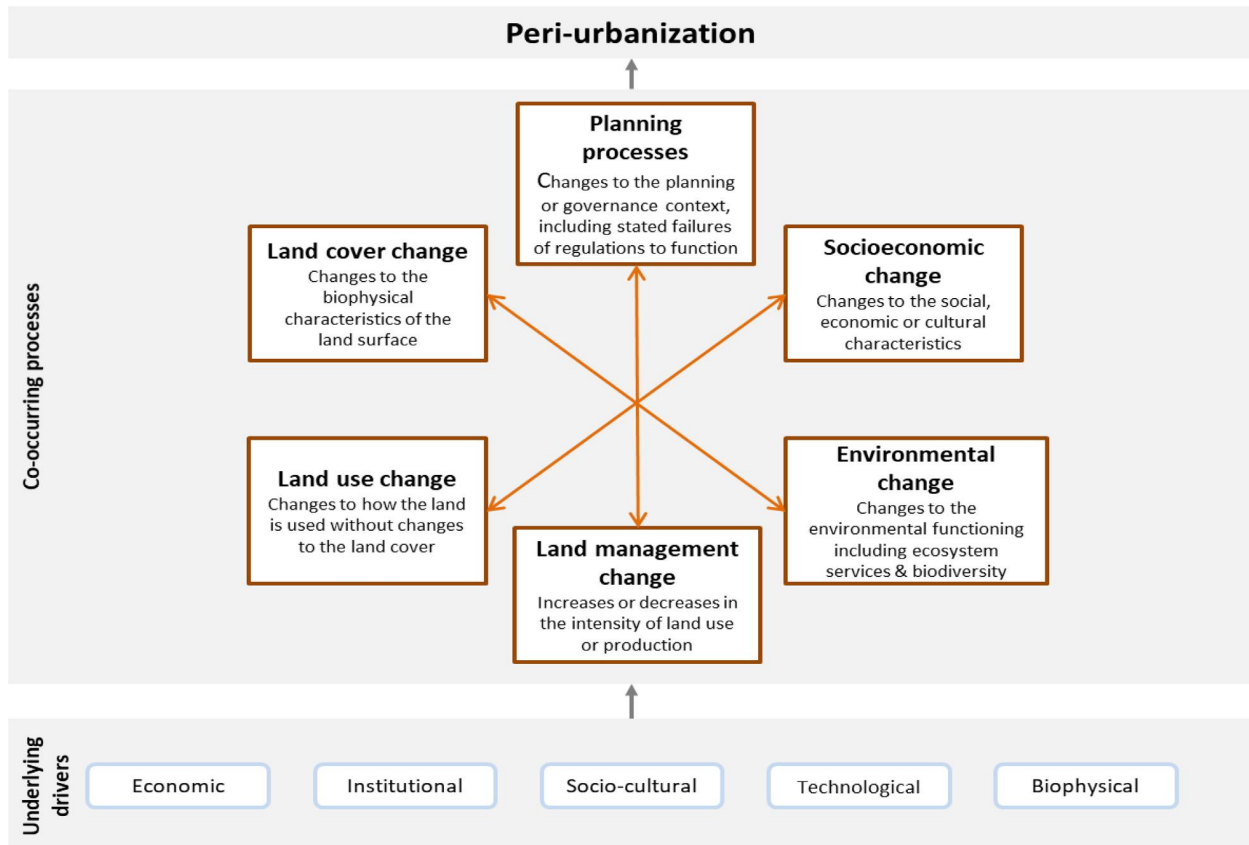 Peri-urbanization
Co-occurring processes
Planning
processes
Changes to the planning
or governance context,
including stated failures
of regulations to function
Land cover change
Changes to the
biophysical
characteristics of the
land surface
Socioeconomic
change
Changes to the social,
economic or cultural
characteristics
Land use change
Changes to how the land
is used without changes
to the land cover
Environmental
change
Changes to the
environmental functioning
including ecosystem
services & biodiversity
Land management
change
Increases or decreases in
the intensity of land use
or production
Underlying
drivers
Economic
Institutional
Socio-cultural
Technological
Biophysical